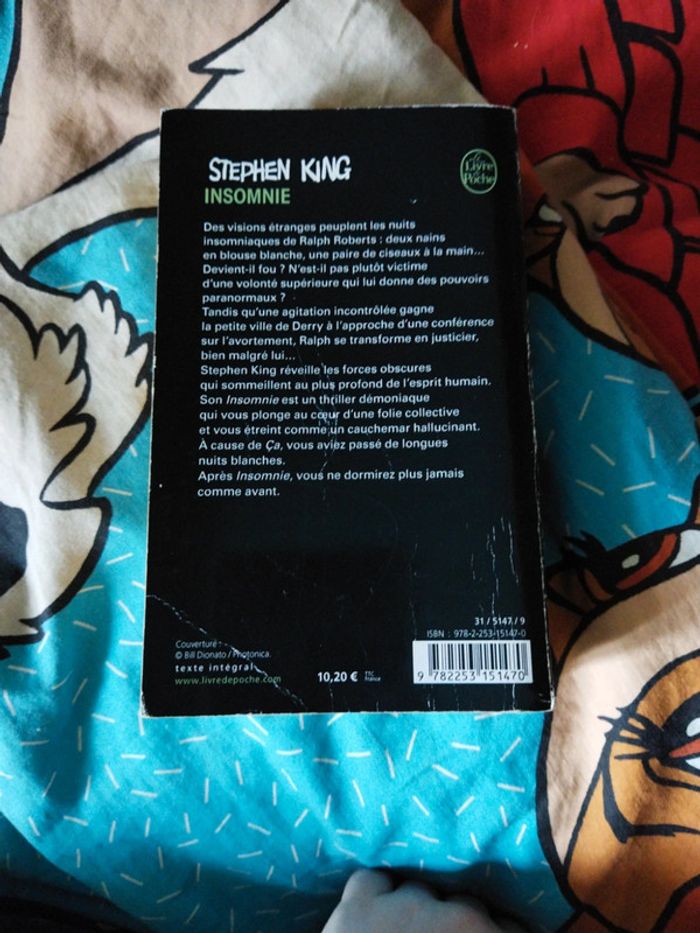 STEPHEN KING
INSOMNIE
Le
Livre
de
Poche
Des visions étranges peuplent les nuits
insomniaques de Ralph Roberts : deux nains
en blouse blanche, une paire de ciseaux à la main...
Devient-il fou ? N'est-il pas plutôt victime
d'une volonté supérieure qui lui donne des pouvoirs
paranormaux ?
Tandis qu'une agitation incontrôlée gagne
la petite ville de Derry à l'approche d'une conférence
sur l'avortement, Ralph se transforme en justicier,
bien malgré lui...
Stephen King réveille les forces obscures
qui sommeillent au plus profond de l'esprit humain.
Son Insomnie est un thriller démoniaque
qui vous plonge au cœur d'une folie collective
et vous étreint comme un cauchemar hallucinant.
À cause de Ça, vous aviez passé de longues
nuits blanches.
Après Insomnie, vous ne dormirez plus jamais
comme avant.
Couverture :
© Bill Dionato / Photonica.
texte intégral
www.livredepoche.com
10,20 € TTC
France
31 / 5147 / 9
ISBN : 978-2-253-15147-0
9 782253 151470